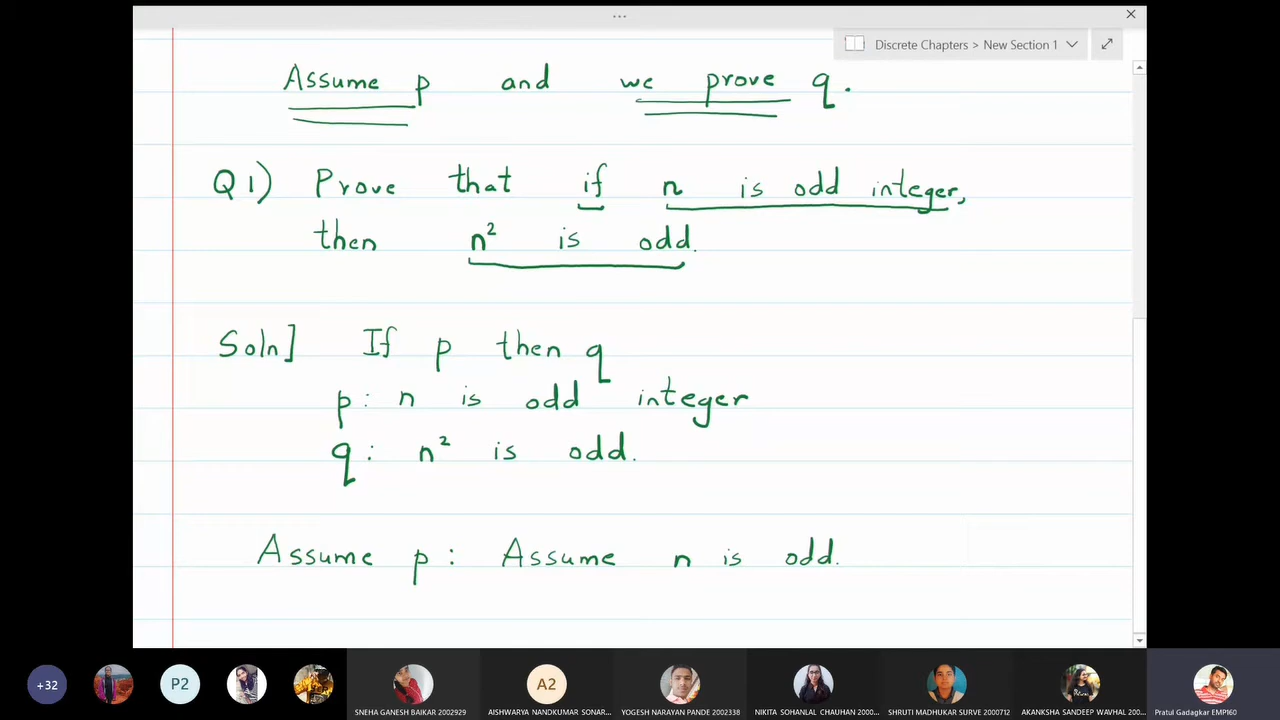 Discrete Chapters > New Section 1
Assume p and we prove q.
Q1) Prove that if n is odd integer,
then n² is odd.
Soln] If p then q
p: n is odd integer
q: n² is odd.
Assume p: Assume n is odd.
+32
P2
A2
SNEHA GANESH BAIKAR 2002929
AISHWARYA NANDKUMAR SONAR...
YOGESH NARAYAN PANDE 2002338
NIKITA SOHANLAL CHAUHAN 2000...
SHRUTI MADHUKAR SURVE 2000712
AKANKSHA SANDEEP WAVHAL 200...
Pratul Gadagkar EMP160